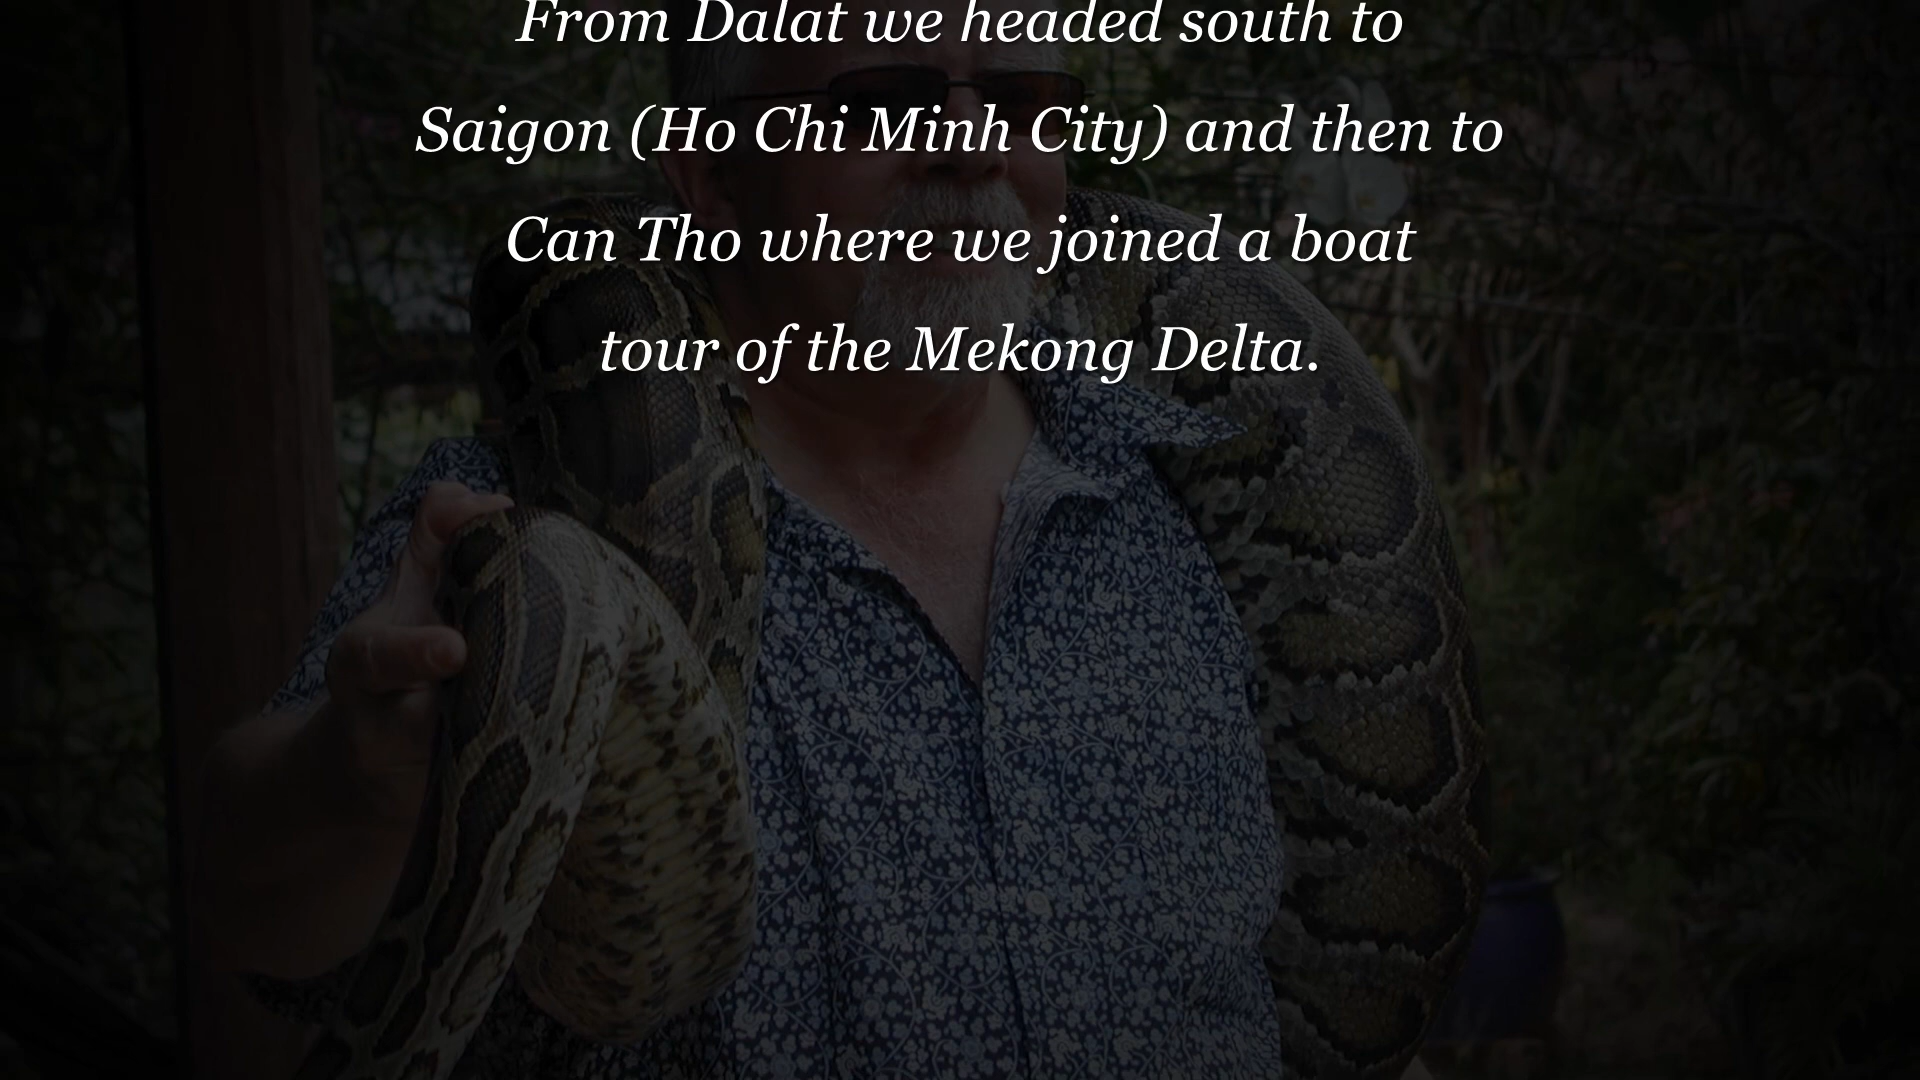 From Dalat we headed south to
Saigon (Ho Chi Minh City) and then to
Can Tho where we joined a boat
tour of the Mekong Delta.